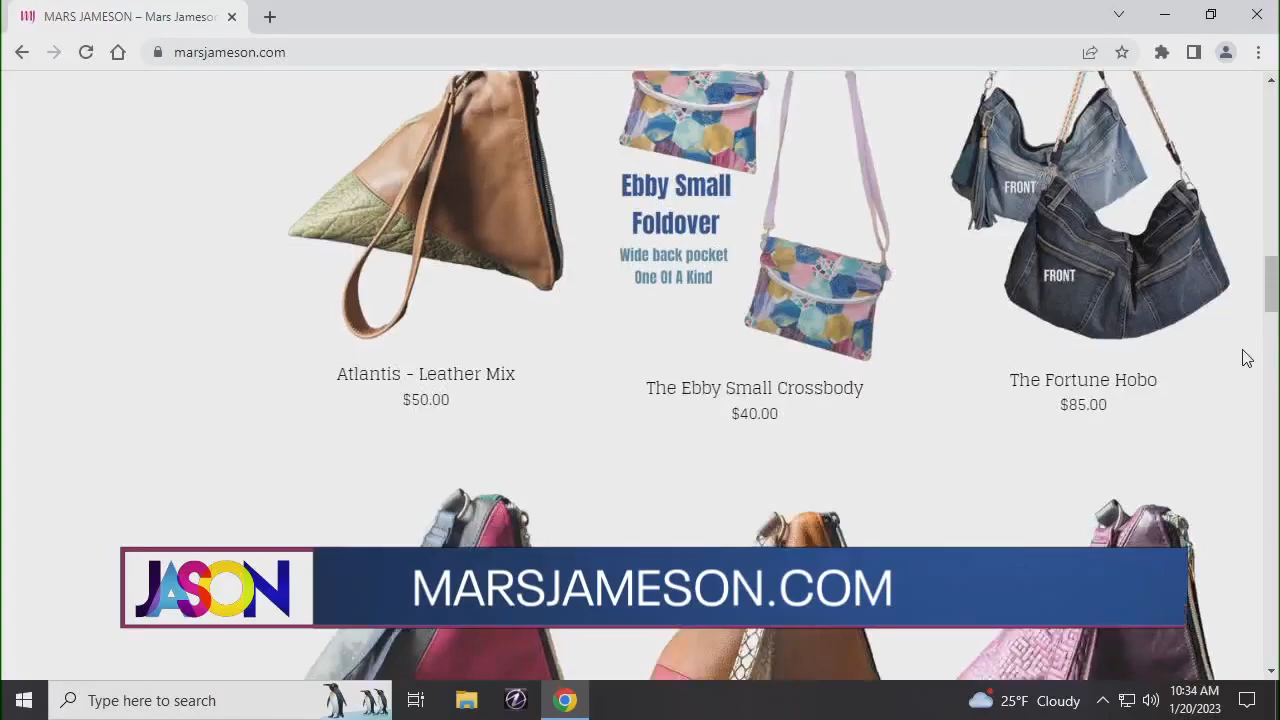 MARS JAMESON – Mars Jameson
marsjameson.com
Ebby Small
Foldover
Wide back pocket
One Of A Kind
FRONT
FRONT
Atlantis - Leather Mix
$50.00
The Ebby Small Crossbody
$40.00
The Fortune Hobo
$85.00
JASON
MARSJAMESON.COM
Type here to search
25°F Cloudy
10:34 AM
1/20/2023